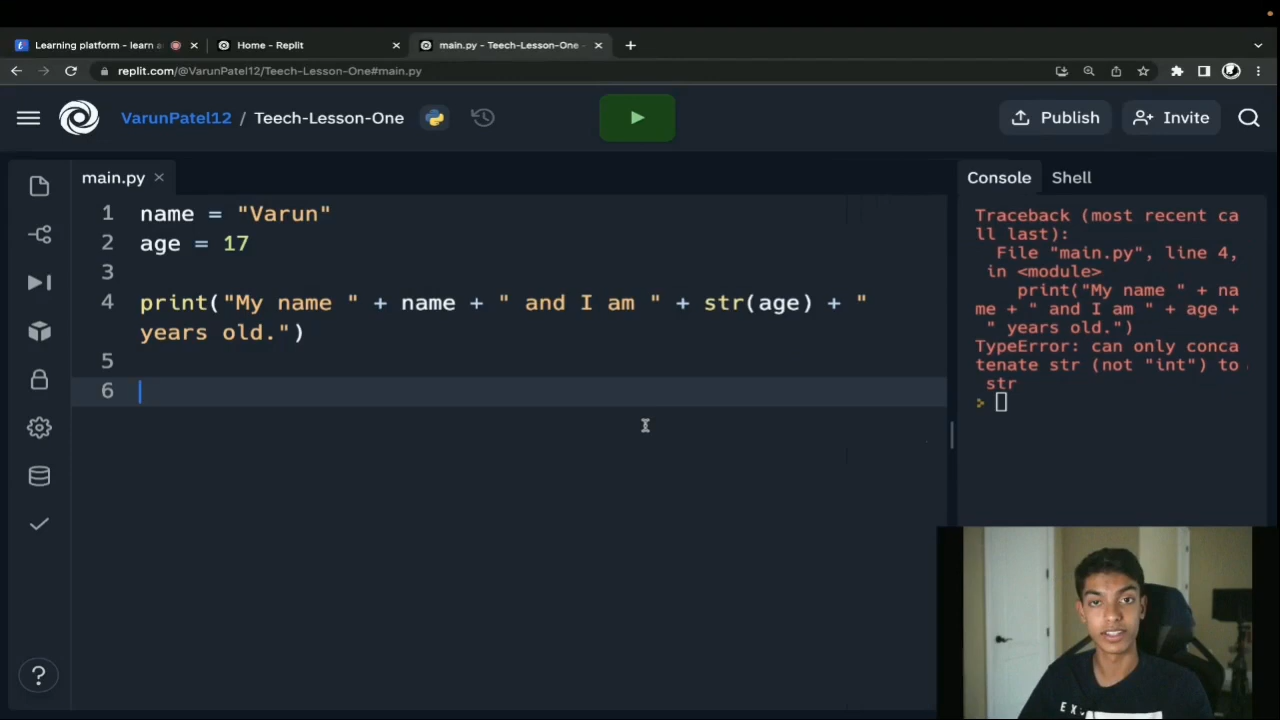 Learning platform - learn a
Home - Replit
main.py - Teech-Lesson-One -
replit.com/@VarunPatel12/Teech-Lesson-One#main.py
VarunPatel12 / Teech-Lesson-One
Publish
Invite
main.py
Console
Shell
1 name = "Varun"
2 age = 17
3
4 print("My name " + name + " and I am " + str(age) + "
years old.")
5
6
Traceback (most recent ca
ll last):
File "main.py", line 4,
in <module>
print("My name " + na
me + " and I am " + age +
" years old.")
TypeError: can only conca
tenate str (not "int") to
str
>
?
EX